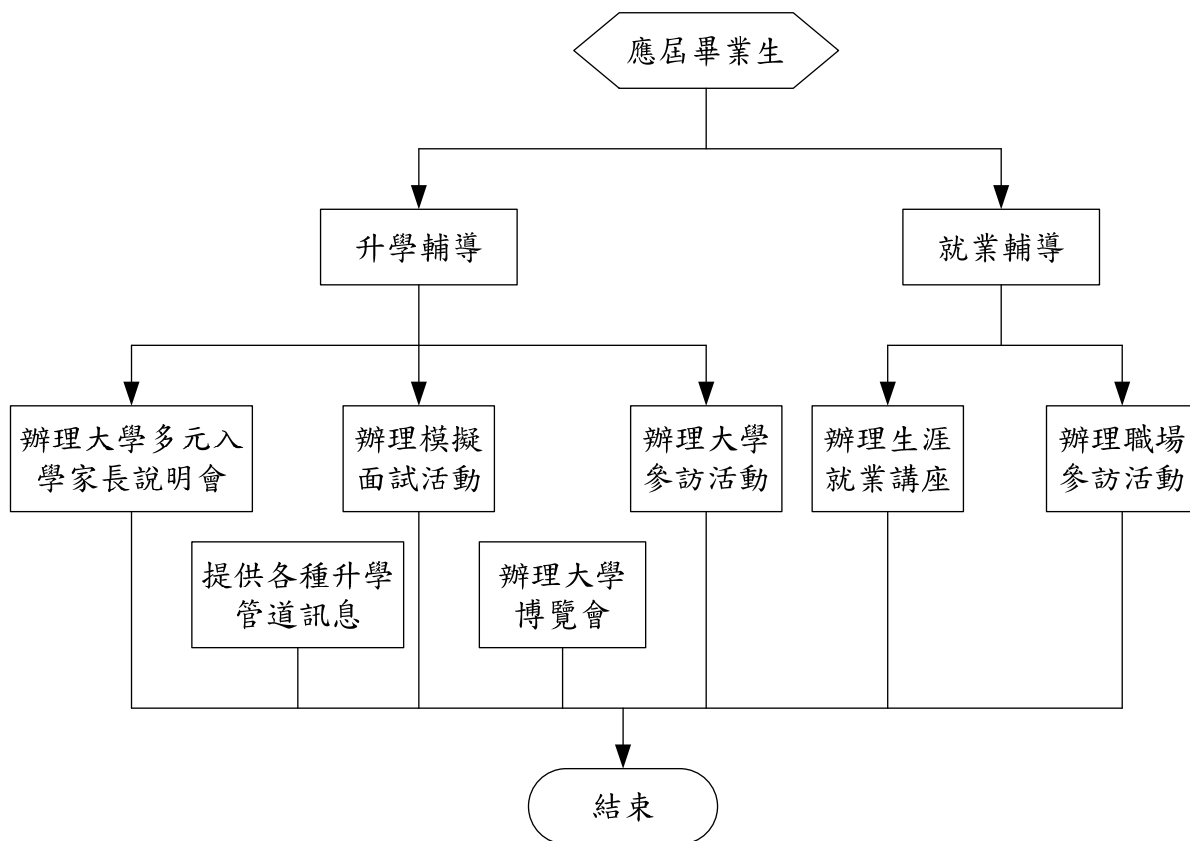 應屆畢業生
升學輔導
就業輔導
辦理大學多元入
學家長說明會
辦理模擬
面試活動
辦理大學
參訪活動
辦理生涯
就業講座
辦理職場
參訪活動
提供各種升學
管道訊息
辦理大學
博覽會
結束